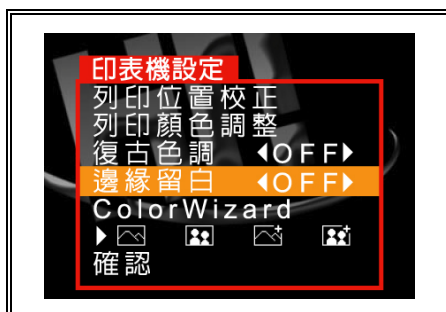 印表機設定
列印位置校正
列印顏色調整
復古色調 ◀OFF▶
邊緣留白 ◀OFF▶
ColorWizard
確認